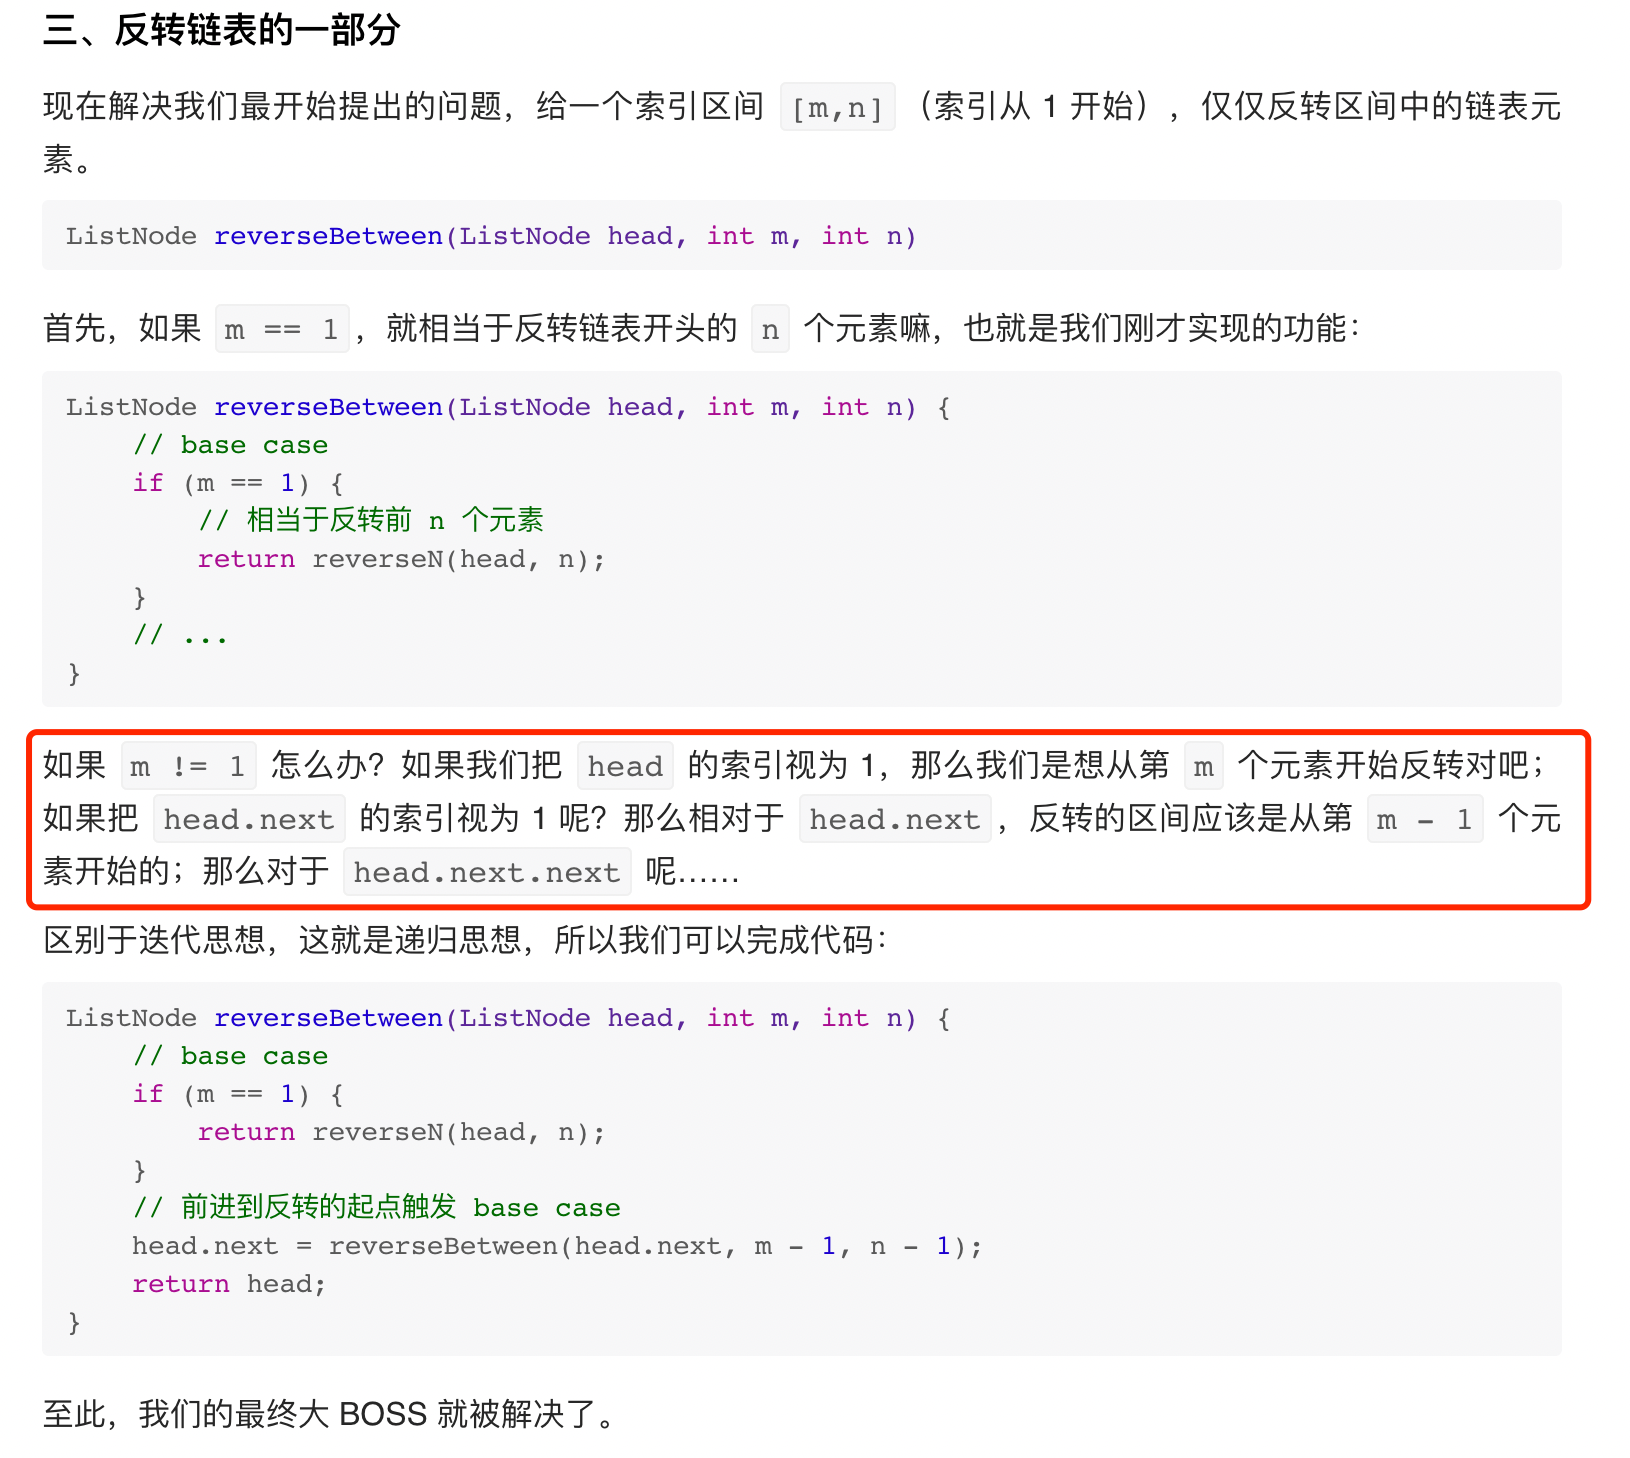 三、反转链表的一部分
现在解决我们最开始提出的问题，给一个索引区间 [m,n] （索引从 1 开始），仅仅反转区间中的链表元
素。
ListNode reverseBetween(ListNode head, int m, int n)
首先，如果 m == 1，就相当于反转链表开头的 n 个元素嘛，也就是我们刚才实现的功能：
ListNode reverseBetween(ListNode head, int m, int n) {
    // base case
    if (m == 1) {
        // 相当于反转前 n 个元素
        return reverseN(head, n);
    }
    // ...
}
如果 m != 1 怎么办？如果我们把 head 的索引视为 1，那么我们是想从第 m 个元素开始反转对吧；
如果把 head.next 的索引视为 1 呢？那么相对于 head.next，反转的区间应该是从第 m - 1 个元
素开始的；那么对于 head.next.next 呢……
区别于迭代思想，这就是递归思想，所以我们可以完成代码：
ListNode reverseBetween(ListNode head, int m, int n) {
    // base case
    if (m == 1) {
        return reverseN(head, n);
    }
    // 前进到反转的起点触发 base case
    head.next = reverseBetween(head.next, m - 1, n - 1);
    return head;
}
至此，我们的最终大 BOSS 就被解决了。